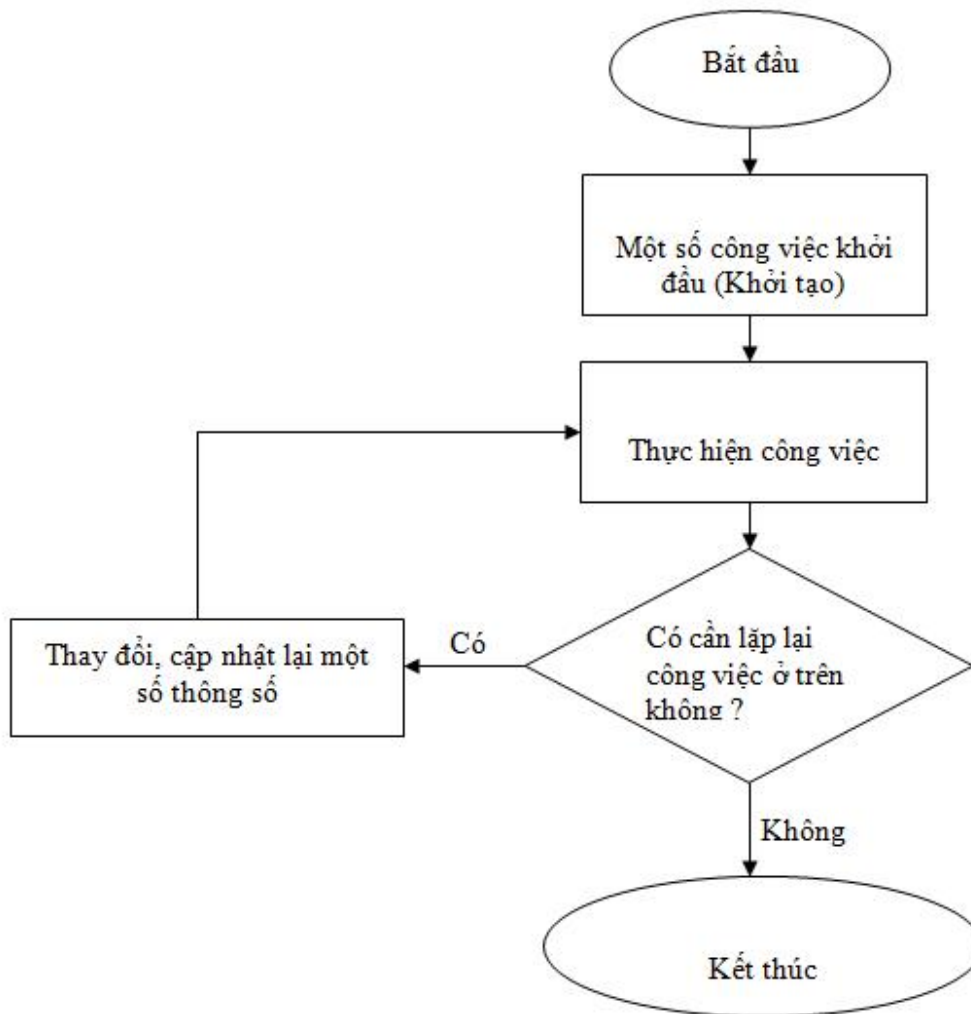 Bắt đầu
Một số công việc khởi
đầu (Khởi tạo)
Thực hiện công việc
Có cần lặp lại
công việc ở trên
không ?
Có
Thay đổi, cập nhật lại một
số thông số
Không
Kết thúc